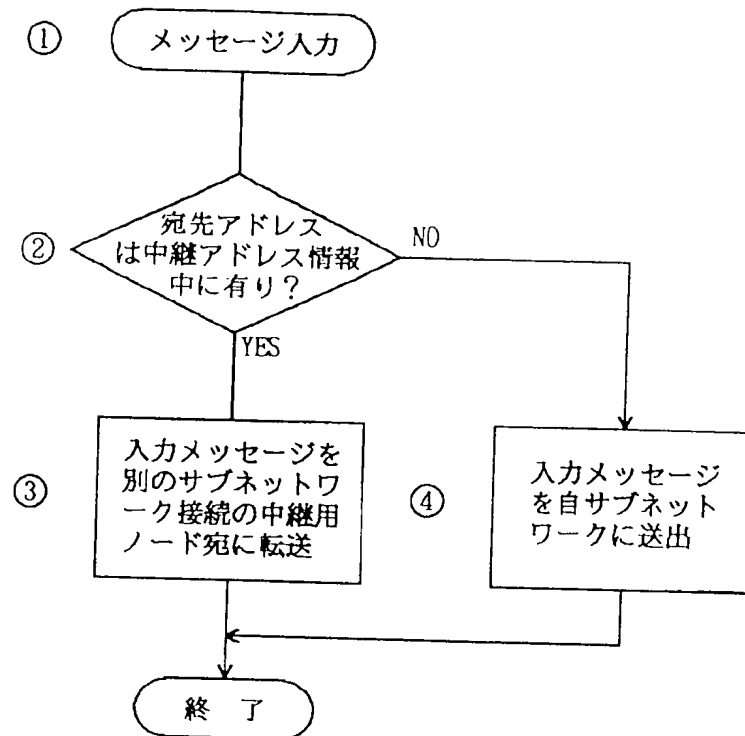 ①
メッセージ入力
②
宛先アドレス
は中継アドレス情報
中に有り？
NO
YES
③
入力メッセージを
別のサブネットワ
ーク接続の中継用
ノード宛に転送
④
入力メッセージ
を自サブネット
ワークに送出
終 了